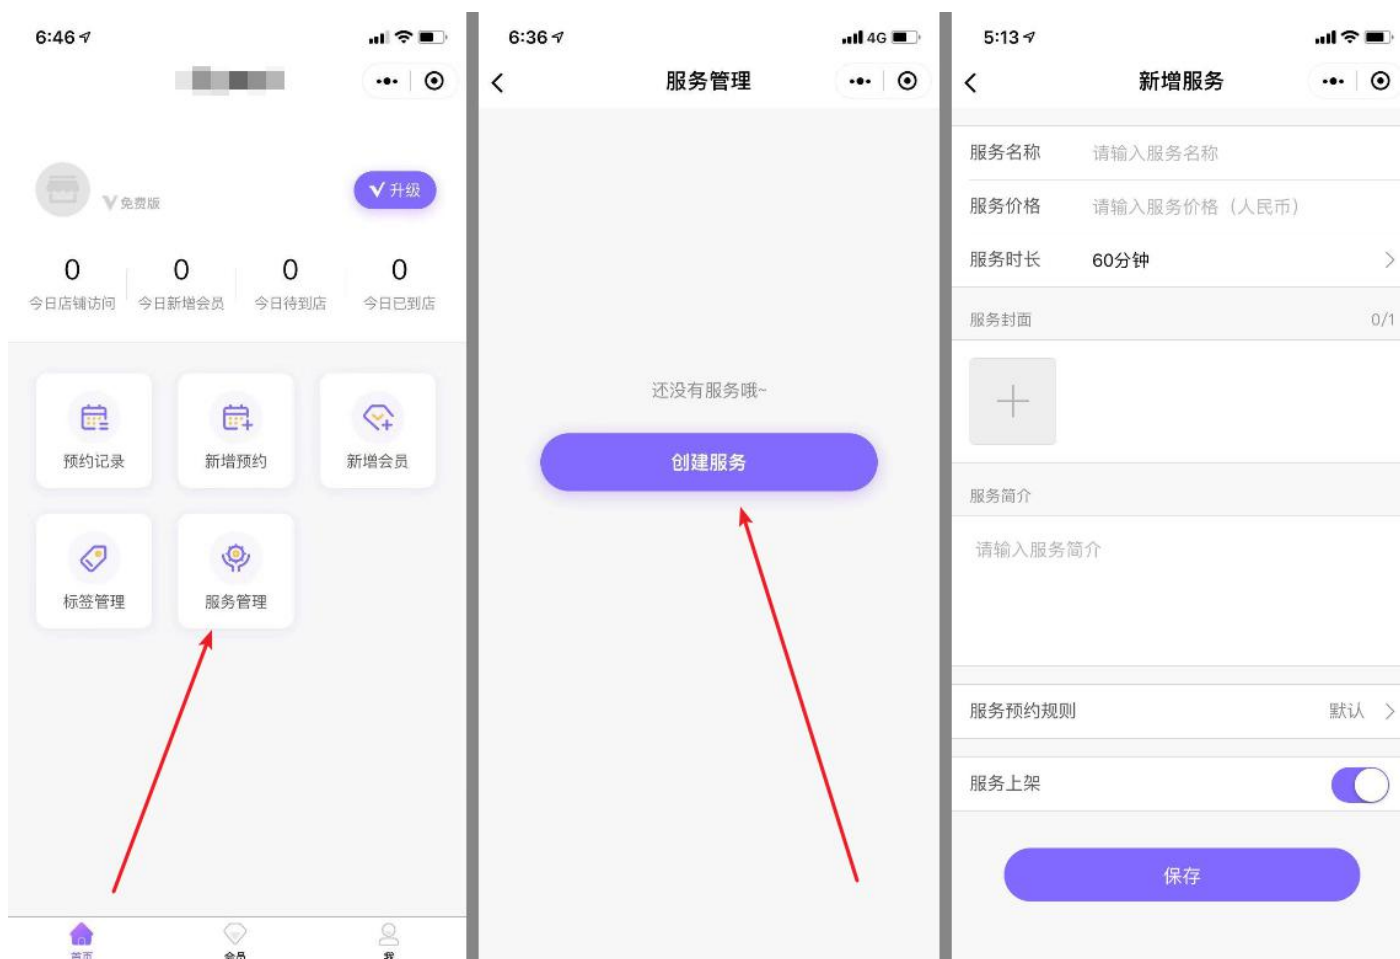 6:46
免费版
升级
0
0
0
0
今日店铺访问
今日新增会员
今日待到店
今日已到店
预约记录
新增预约
新增会员
标签管理
服务管理
首页
会员
我
6:36
4G
服务管理
还没有服务哦~
创建服务
5:13
新增服务
服务名称 请输入服务名称
服务价格 请输入服务价格（人民币）
服务时长 60分钟
服务封面 0/1
服务简介
请输入服务简介
服务预约规则 默认
服务上架
保存